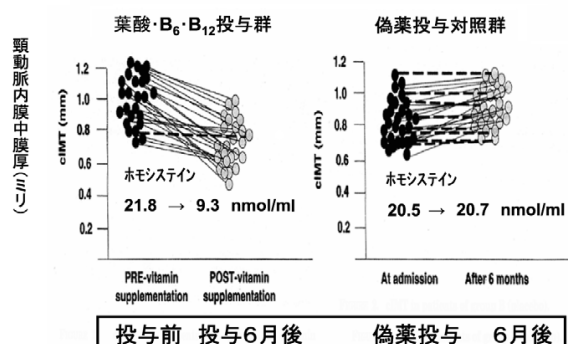 葉酸･B6･B12投与群
偽薬投与対照群
頸動脈内膜中膜厚(ミリ)
cIMT (mm)
1.2
1.0
0.8
0.6
0.4
0.2
ﾎﾓｼｽﾃｲﾝ
21.8 → 9.3 nmol/ml
PRE-vitamin supplementation
POST-vitamin supplementation
cIMT (mm)
1.2
1.0
0.8
0.6
0.4
0.2
ﾎﾓｼｽﾃｲﾝ
20.5 → 20.7 nmol/ml
At admission
After 6 months
投与前 投与６月後 偽薬投与 6月後